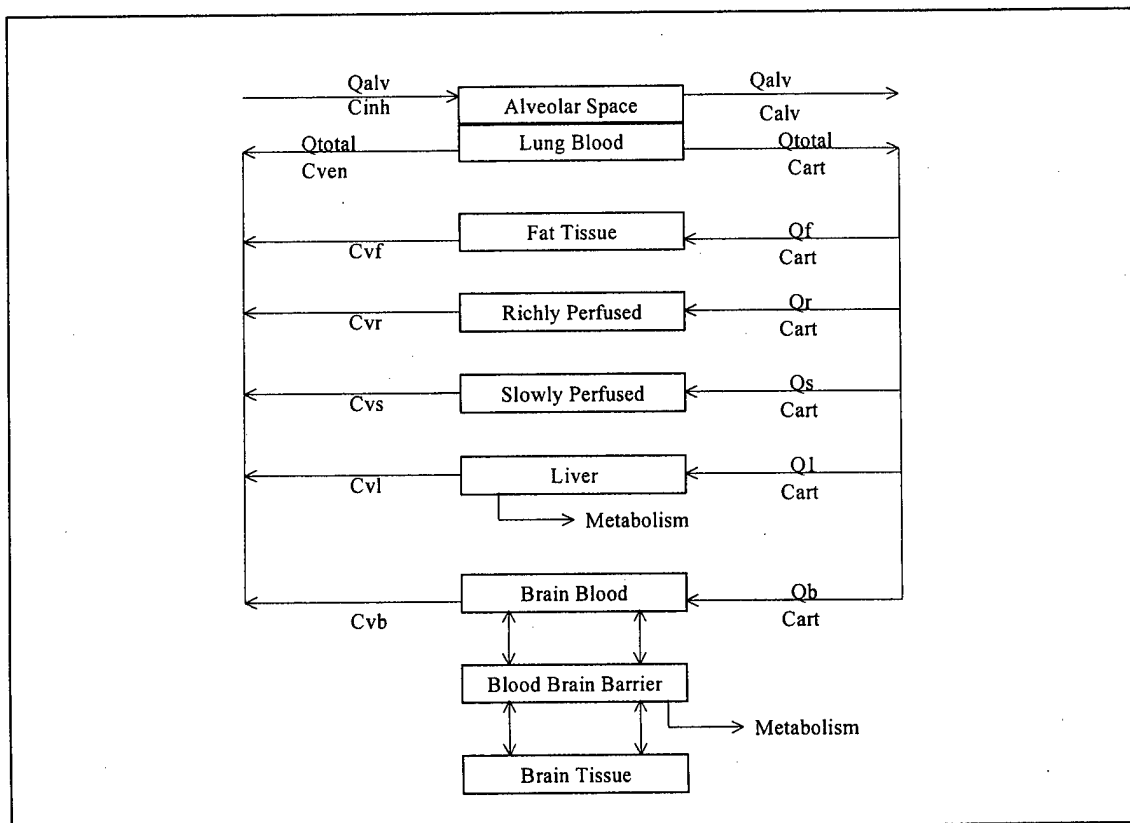 Qalv
Cinh
Alveolar Space
Qalv
Calv
Qtotal
Cven
Lung Blood
Qtotal
Cart
Cvf
Fat Tissue
Qf
Cart
Cvr
Richly Perfused
Qr
Cart
Cvs
Slowly Perfused
Qs
Cart
Cvl
Liver
Ql
Cart
Metabolism
Cvb
Brain Blood
Qb
Cart
Blood Brain Barrier
Metabolism
Brain Tissue